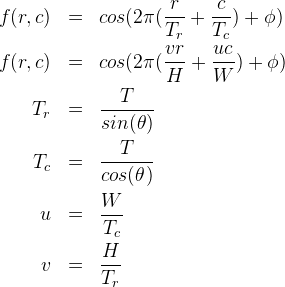 f(r,c) = cos(2π(r/T_r + c/T_c) + ϕ)
f(r,c) = cos(2π(vr/H + uc/W) + ϕ)
T_r = T/sin(θ)
T_c = T/cos(θ)
u = W/T_c
v = H/T_r